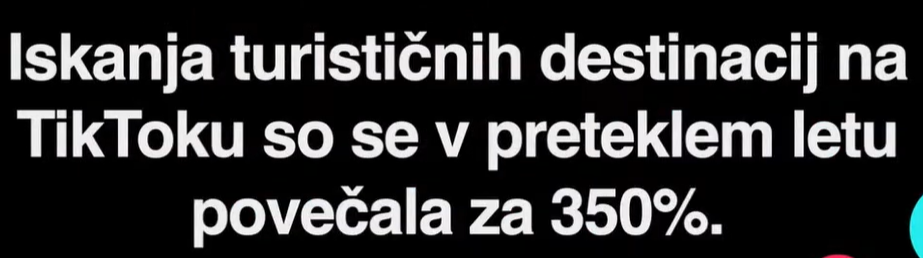 Iskanja turističnih destinacij na
TikToku so se v preteklem letu
povečala za 350%.